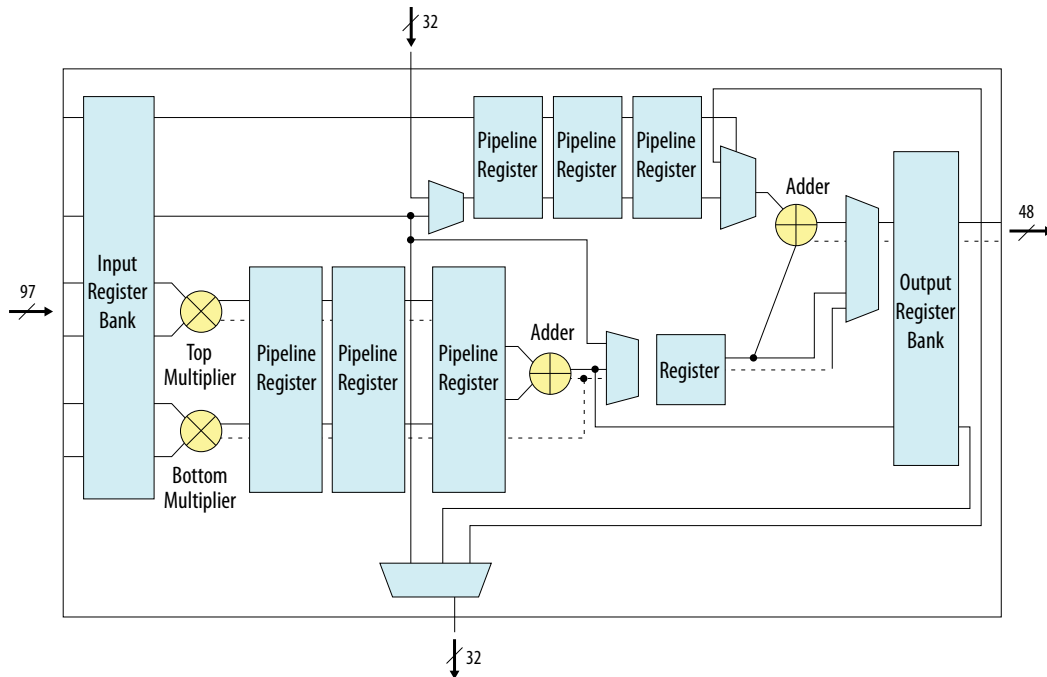 32
Pipeline
Register
Pipeline
Register
Pipeline
Register
Adder
48
Input
Register
Bank
97
Top
Multiplier
Pipeline
Register
Pipeline
Register
Pipeline
Register
Adder
Register
Output
Register
Bank
Bottom
Multiplier
32